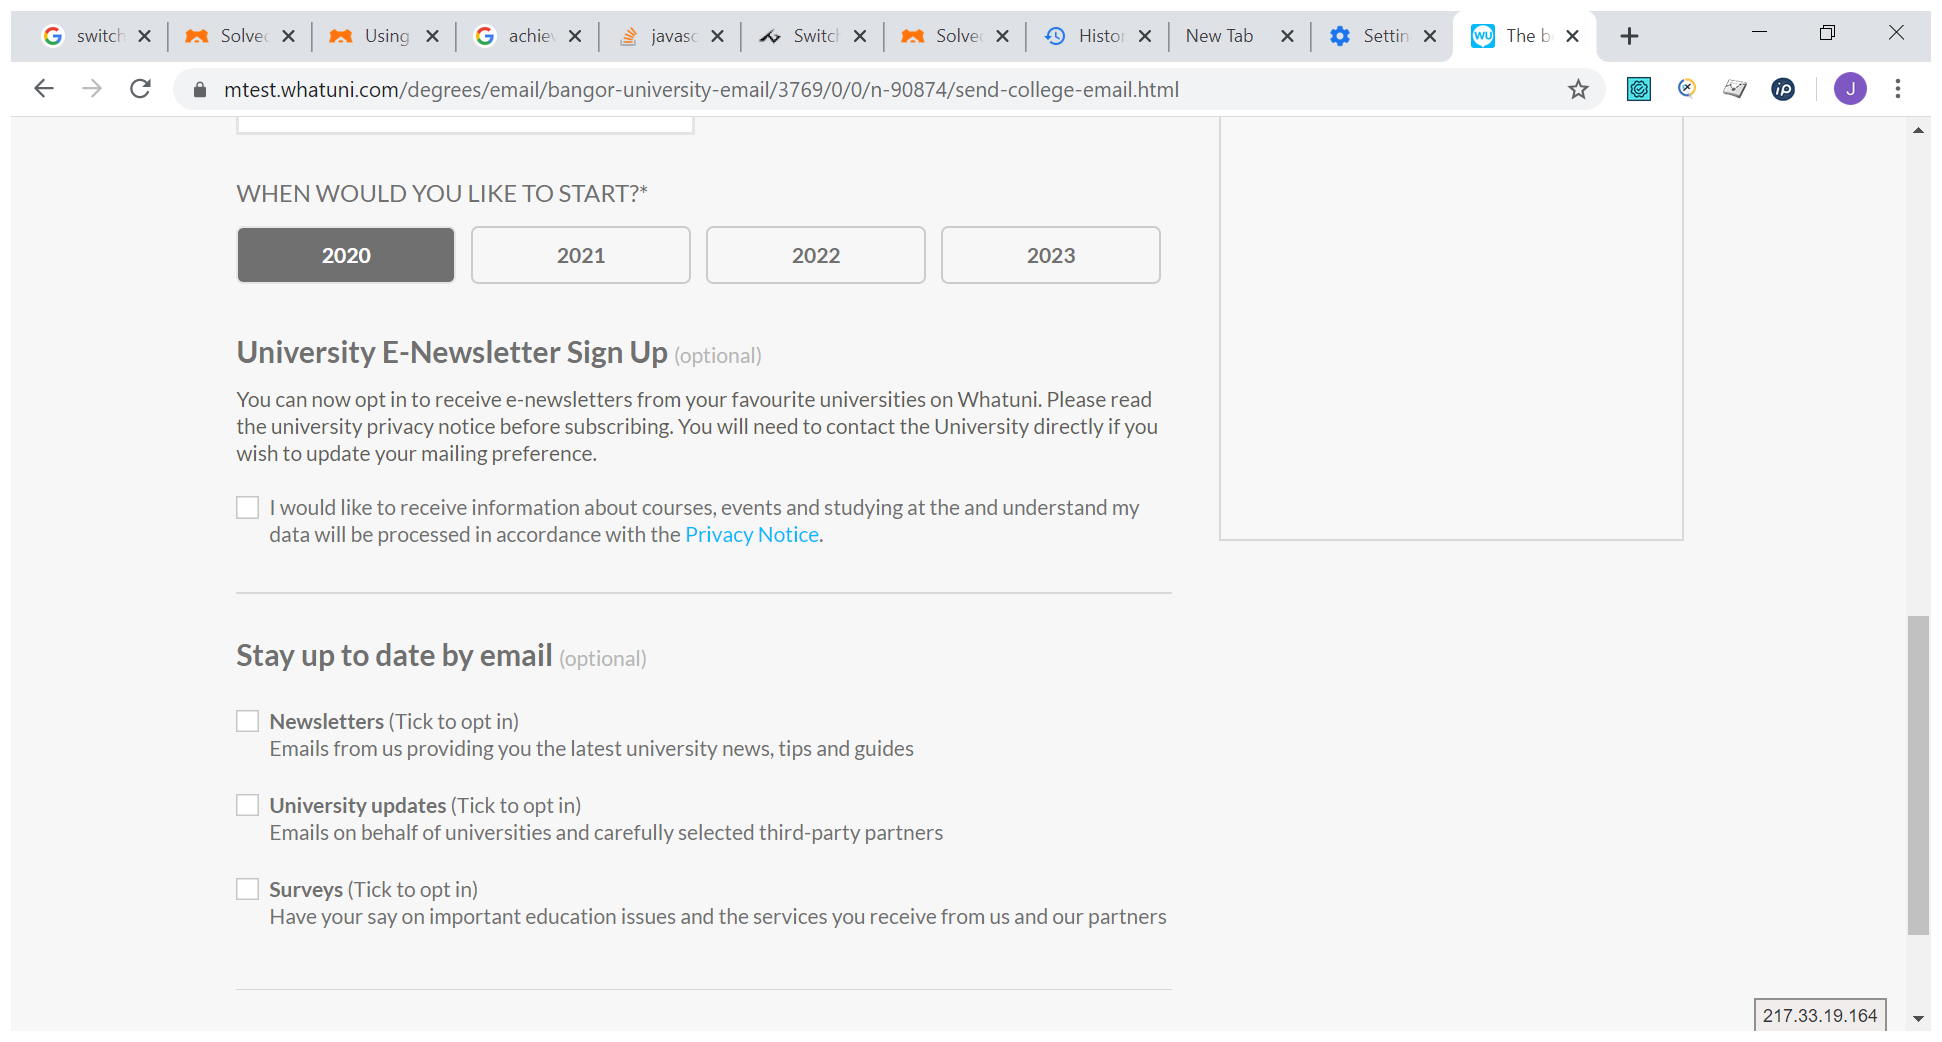 switch
Solved
Using
achiev
javasc
Switch
Solved
Histor
New Tab
Settin
The b
mtest.whatuni.com/degrees/email/bangor-university-email/3769/0/0/n-90874/send-college-email.html
J
WHEN WOULD YOU LIKE TO START?*
2020 2021 2022 2023
University E-Newsletter Sign Up (optional)
You can now opt in to receive e-newsletters from your favourite universities on Whatuni. Please read
the university privacy notice before subscribing. You will need to contact the University directly if you
wish to update your mailing preference.
I would like to receive information about courses, events and studying at the and understand my
data will be processed in accordance with the Privacy Notice.
Stay up to date by email (optional)
Newsletters (Tick to opt in)
Emails from us providing you the latest university news, tips and guides
University updates (Tick to opt in)
Emails on behalf of universities and carefully selected third-party partners
Surveys (Tick to opt in)
Have your say on important education issues and the services you receive from us and our partners
217.33.19.164